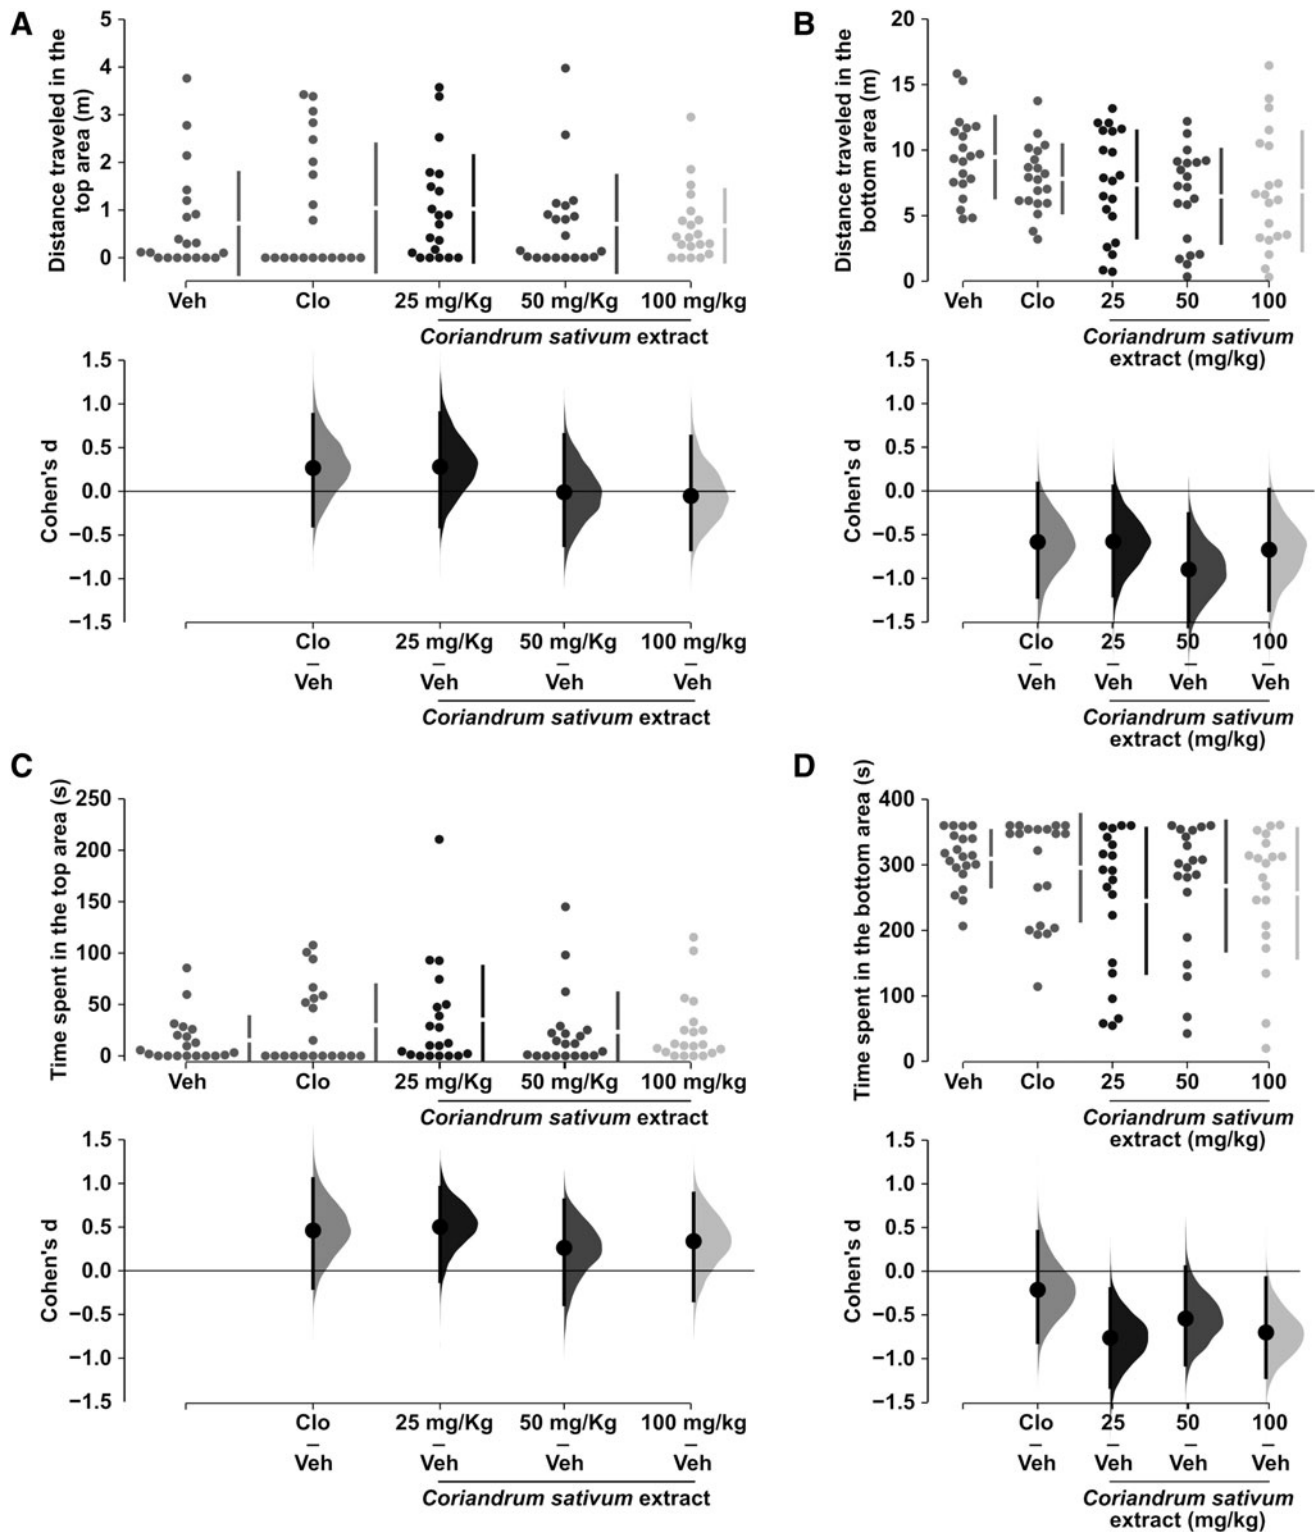 A
Distance traveled in the
top area (m)
5
4
3
2
1
0
Veh Clo 25 mg/Kg 50 mg/Kg 100 mg/kg
Coriandrum sativum extract
1.5
1.0
0.5
0.0
−0.5
−1.0
−1.5
Cohen's d
Clo 25 mg/Kg 50 mg/Kg 100 mg/kg
– – – –
Veh Veh Veh Veh
Coriandrum sativum extract
B
Distance traveled in the
bottom area (m)
20
15
10
5
0
Veh Clo 25 50 100
Coriandrum sativum
extract (mg/kg)
1.5
1.0
0.5
0.0
−0.5
−1.0
−1.5
Cohen's d
Clo 25 50 100
– – – –
Veh Veh Veh Veh
Coriandrum sativum
extract (mg/kg)
C
Time spent in the top area (s)
250
200
150
100
50
0
Veh Clo 25 mg/Kg 50 mg/Kg 100 mg/kg
Coriandrum sativum extract
1.5
1.0
0.5
0.0
−0.5
−1.0
−1.5
Cohen's d
Clo 25 mg/Kg 50 mg/Kg 100 mg/kg
– – – –
Veh Veh Veh Veh
Coriandrum sativum extract
D
Time spent in the bottom area (s)
400
300
200
100
0
Veh Clo 25 50 100
Coriandrum sativum
extract (mg/kg)
1.5
1.0
0.5
0.0
−0.5
−1.0
−1.5
Cohen's d
Clo 25 50 100
– – – –
Veh Veh Veh Veh
Coriandrum sativum
extract (mg/kg)